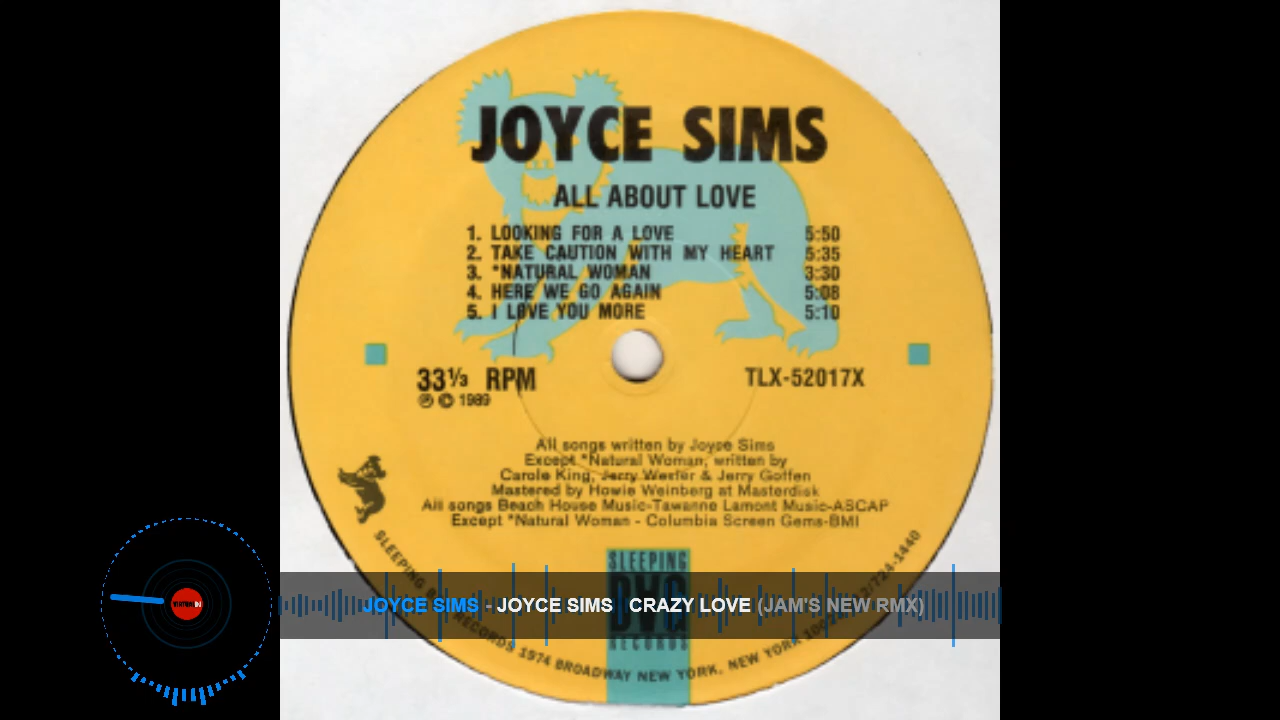 JOYCE SIMS
ALL ABOUT LOVE
1. LOOKING FOR A LOVE 5:50
2. TAKE CAUTION WITH MY HEART 5:35
3. *NATURAL WOMAN 3:30
4. HERE WE GO AGAIN 5:08
5. I LOVE YOU MORE 5:10
33⅓ RPM
TLX-52017X
℗ © 1989
All songs written by Joyce Sims
Except *Natural Woman, written by
Carole King, Jerry Wexler & Jerry Goffen
Mastered by Howie Weinberg at Masterdisk
All songs Beach House Music-Tawanne Lamont Music-ASCAP
Except *Natural Woman - Columbia Screen Gems-BMI
SLEEPING
RECORDS
SLEEPING RECORDS 1974 BROADWAY NEW YORK, NEW YORK /724-1440
VIRTUALDJ
JOYCE SIMS - JOYCE SIMS CRAZY LOVE (JAM'S NEW RMX)